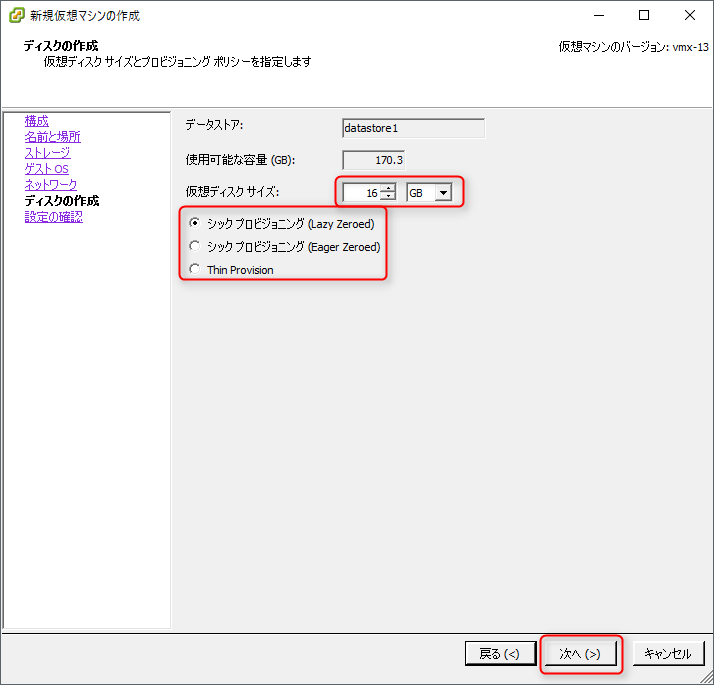 新規仮想マシンの作成
ディスクの作成
仮想ディスク サイズとプロビジョニング ポリシーを指定します
仮想マシンのバージョン: vmx-13
構成
名前と場所
ストレージ
ゲスト OS
ネットワーク
ディスクの作成
設定の確認
データストア: datastore1
使用可能な容量 (GB): 170.3
仮想ディスク サイズ: 16 GB
シック プロビジョニング (Lazy Zeroed)
シック プロビジョニング (Eager Zeroed)
Thin Provision
戻る (<) 次へ (>) キャンセル